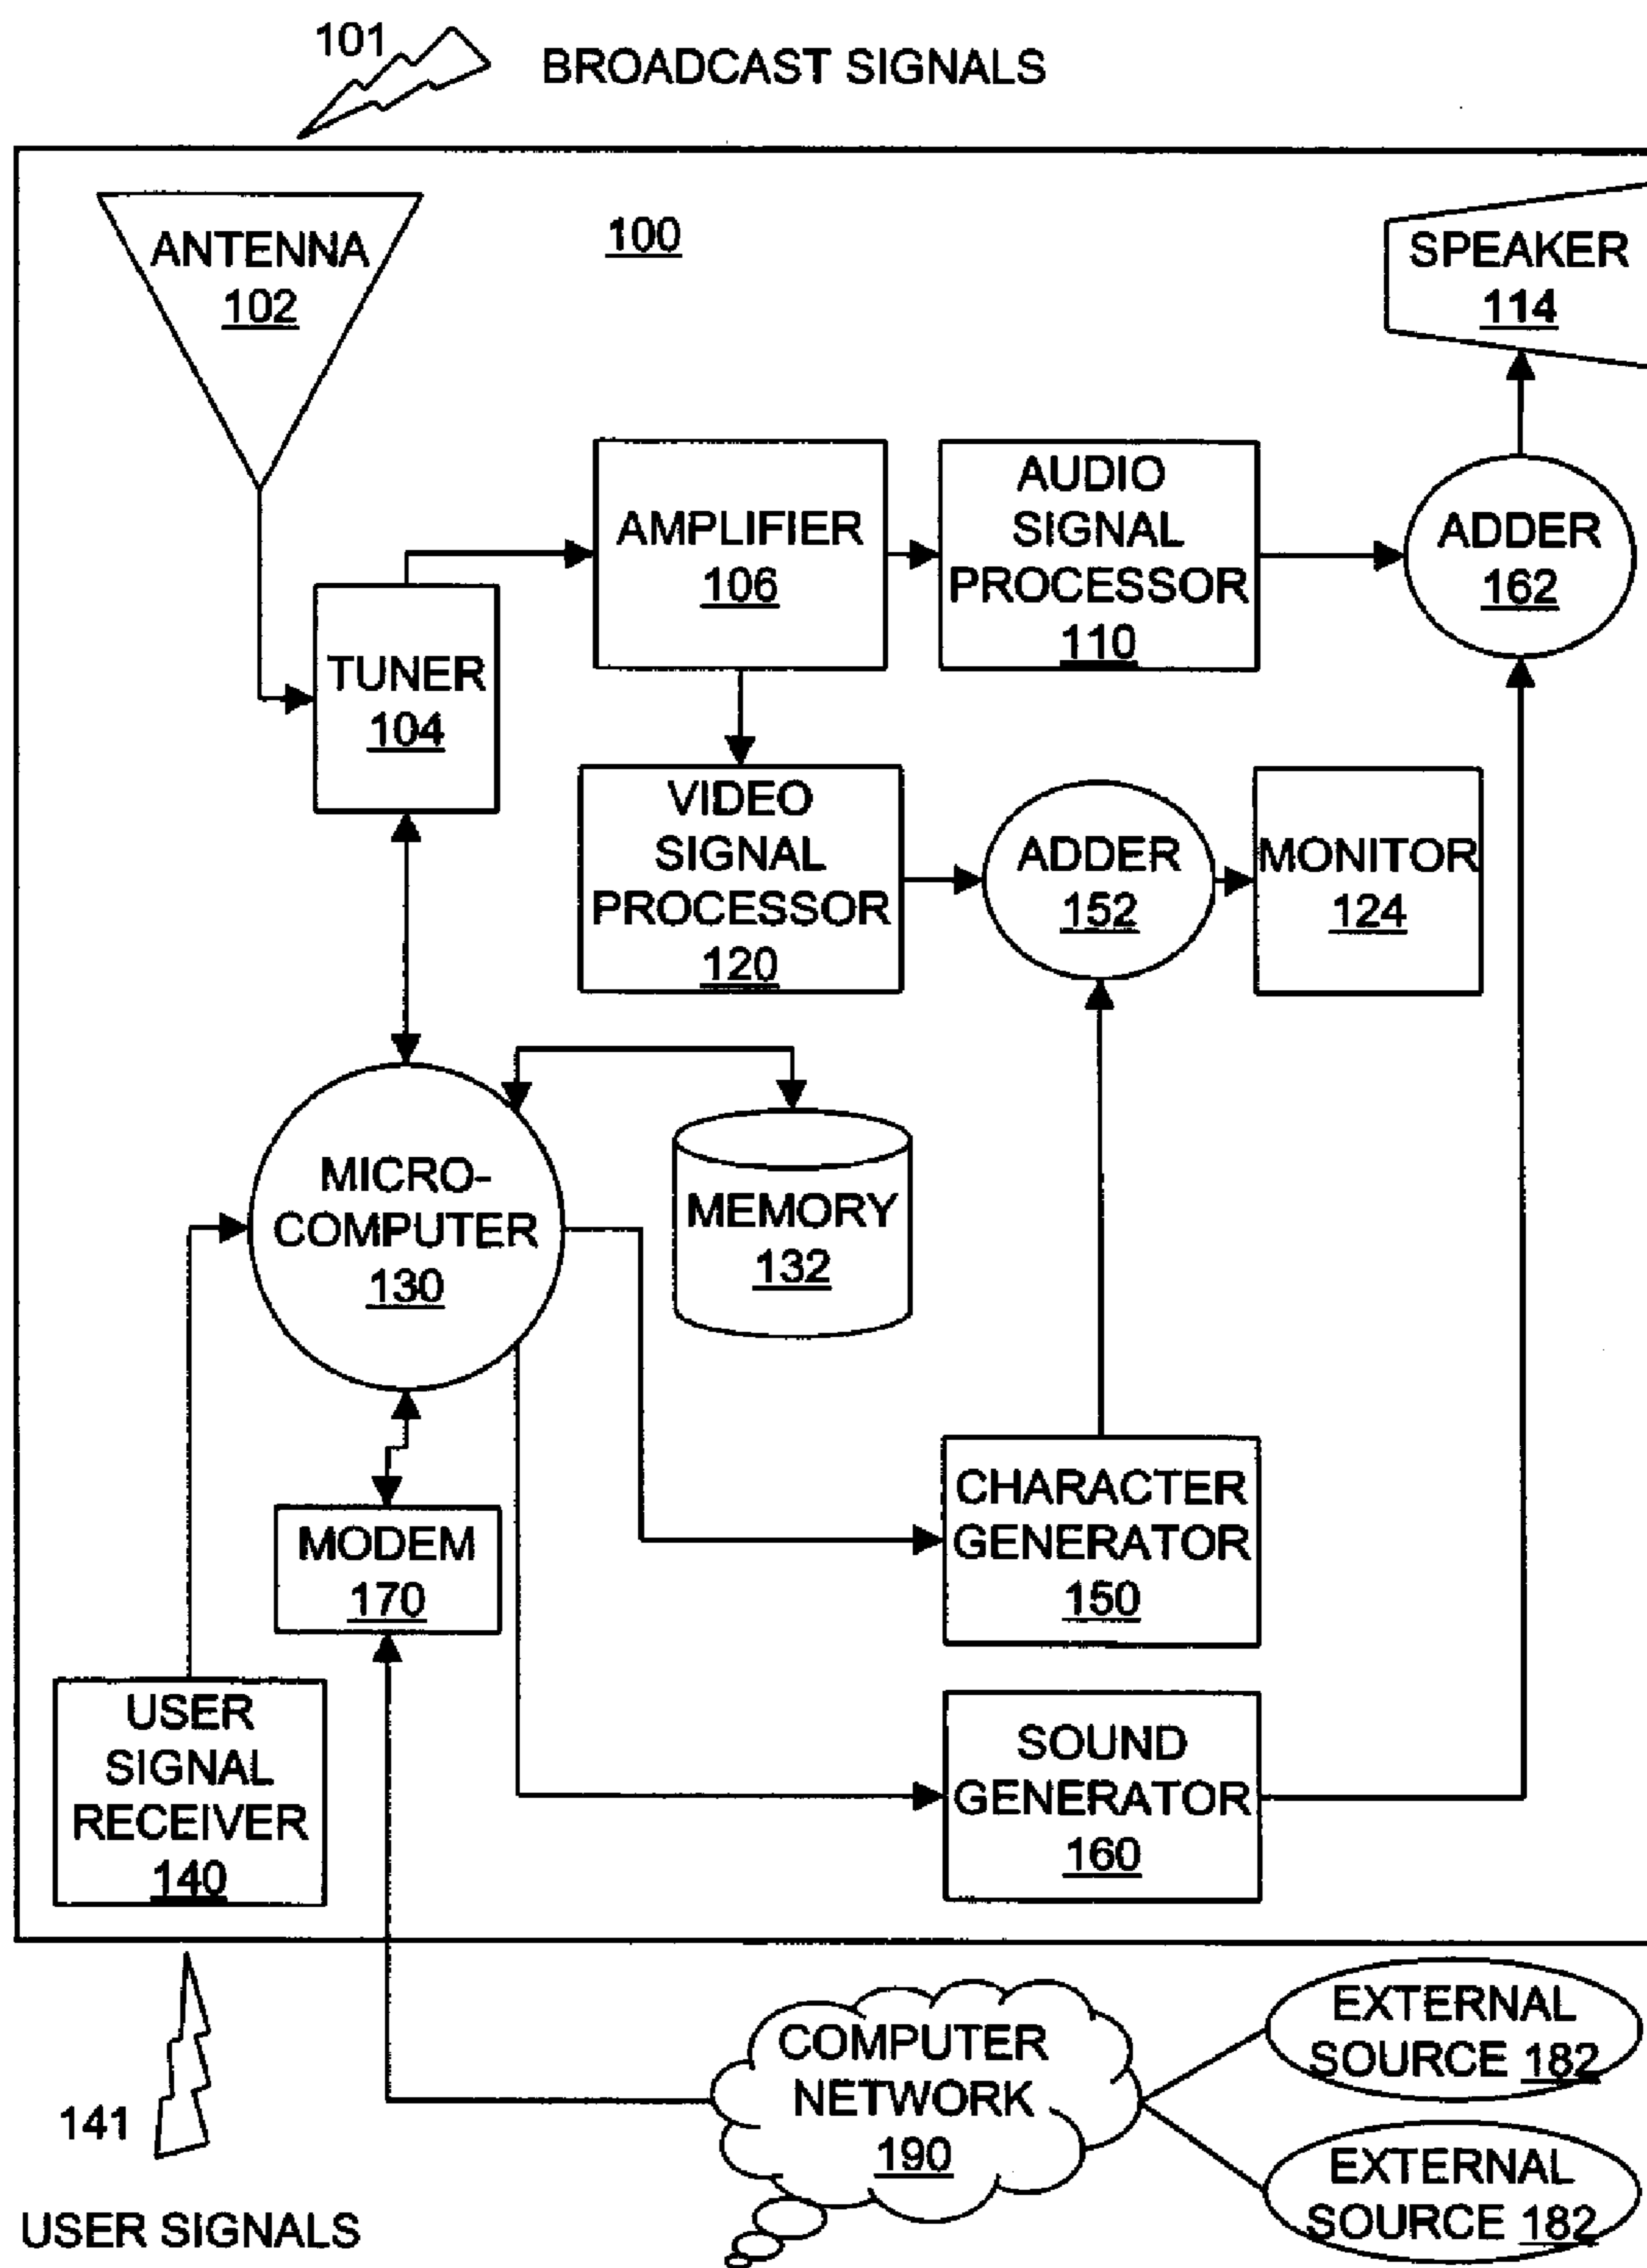 101
BROADCAST SIGNALS
ANTENNA
102
100
SPEAKER
114
AMPLIFIER
106
AUDIO
SIGNAL
PROCESSOR
110
ADDER
162
TUNER
104
VIDEO
SIGNAL
PROCESSOR
120
ADDER
152
MONITOR
124
MICRO-
COMPUTER
130
MEMORY
132
MODEM
170
CHARACTER
GENERATOR
150
USER
SIGNAL
RECEIVER
140
SOUND
GENERATOR
160
141
USER SIGNALS
COMPUTER
NETWORK
190
EXTERNAL
SOURCE 182
EXTERNAL
SOURCE 182